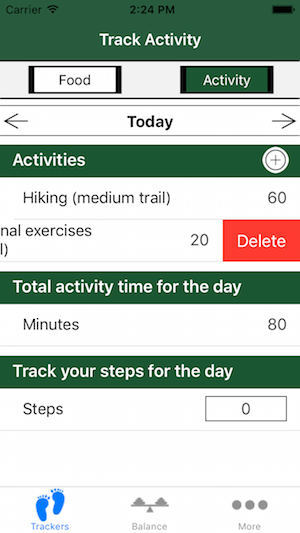 Carrier 2:24 PM
Track Activity
Food Activity
Today
Activities
Hiking (medium trail) 60
nal exercises 20 Delete
l)
Total activity time for the day
Minutes 80
Track your steps for the day
Steps 0
Trackers Balance More